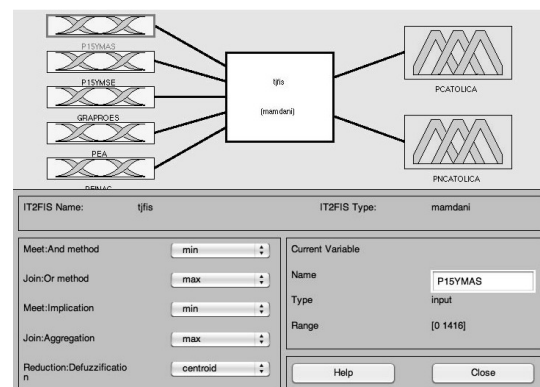 P15YMAS
P15YMSE
GRAPROES
PEA
tjfis
(mamdani)
PCATOLICA
PNCATOLICA
IT2FIS Name: tjfis IT2FIS Type: mamdani
Meet:And method min
Join:Or method max
Meet:Implication min
Join:Aggregation max
Reduction:Defuzzificatio
n
centroid
Current Variable
Name P15YMAS
Type input
Range [0 1416]
Help Close